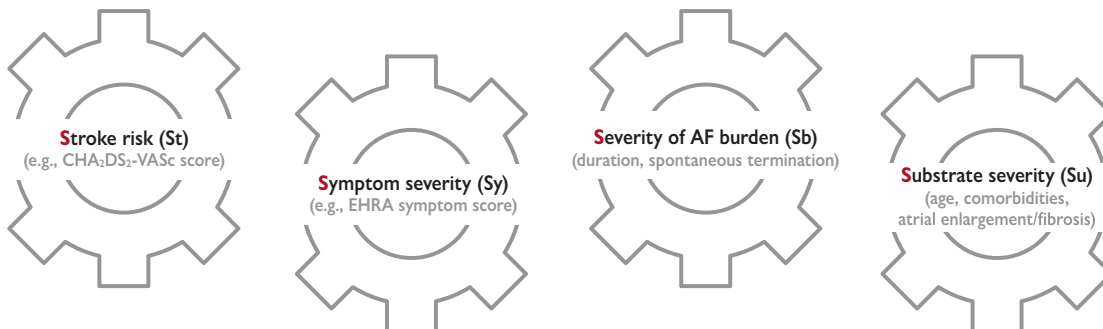 Stroke risk (St)
(e.g., CHA₂DS₂-VASc score)
Symptom severity (Sy)
(e.g., EHRA symptom score)
Severity of AF burden (Sb)
(duration, spontaneous termination)
Substrate severity (Su)
(age, comorbidities,
atrial enlargement/fibrosis)